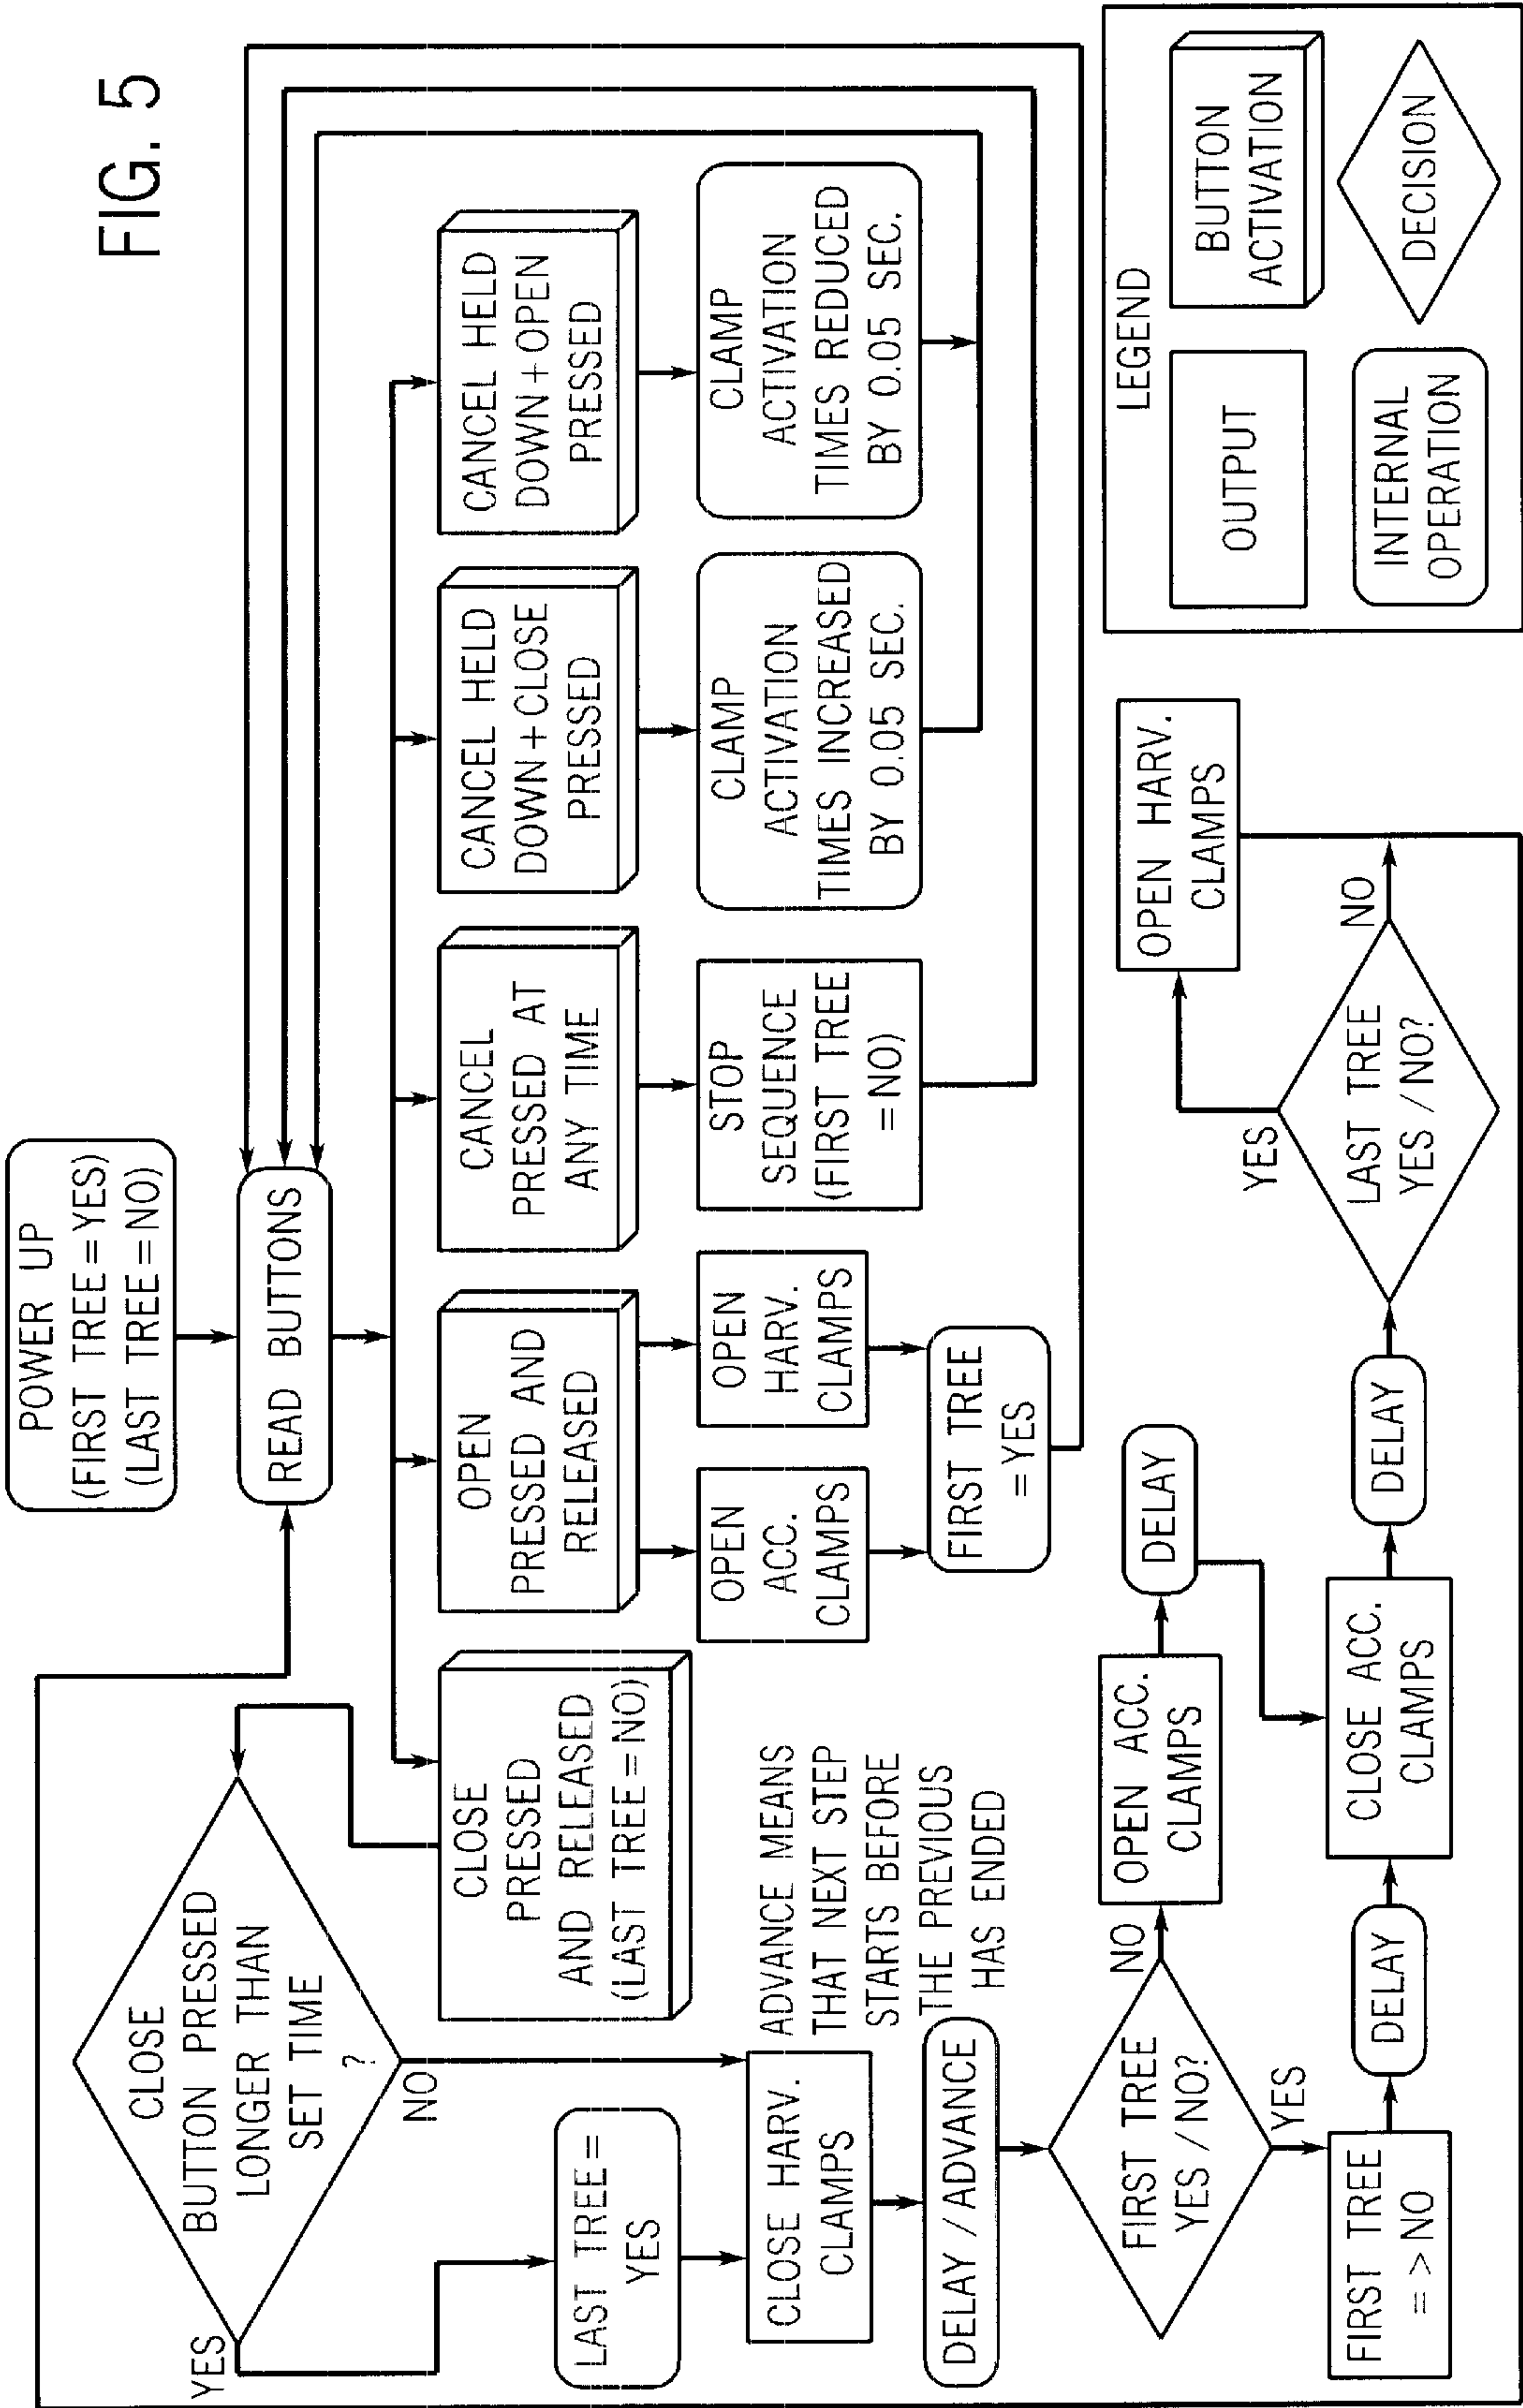 FIG. 5
POWER UP
(FIRST TREE=YES)
(LAST TREE=NO)
READ BUTTONS
CLOSE
BUTTON PRESSED
LONGER THAN
SET TIME
?
YES
NO
CLOSE
PRESSED
AND RELEASED
(LAST TREE=NO)
OPEN
PRESSED AND
RELEASED
CANCEL
PRESSED AT
ANY TIME
CANCEL HELD
DOWN+CLOSE
PRESSED
CANCEL HELD
DOWN+OPEN
PRESSED
LAST TREE=
YES
OPEN
ACC.
CLAMPS
OPEN
HARV.
CLAMPS
STOP
SEQUENCE
(FIRST TREE
=NO)
CLAMP
ACTIVATION
TIMES INCREASED
BY 0.05 SEC.
CLAMP
ACTIVATION
TIMES REDUCED
BY 0.05 SEC.
CLOSE HARV.
CLAMPS
ADVANCE MEANS
THAT NEXT STEP
STARTS BEFORE
THE PREVIOUS
HAS ENDED
FIRST TREE
=YES
DELAY/ADVANCE
FIRST TREE
YES/NO?
NO
YES
OPEN ACC.
CLAMPS
DELAY
FIRST TREE
=>NO
DELAY
CLOSE ACC.
CLAMPS
DELAY
LAST TREE
YES/NO?
YES
NO
OPEN HARV.
CLAMPS
LEGEND
OUTPUT
BUTTON
ACTIVATION
INTERNAL
OPERATION
DECISION